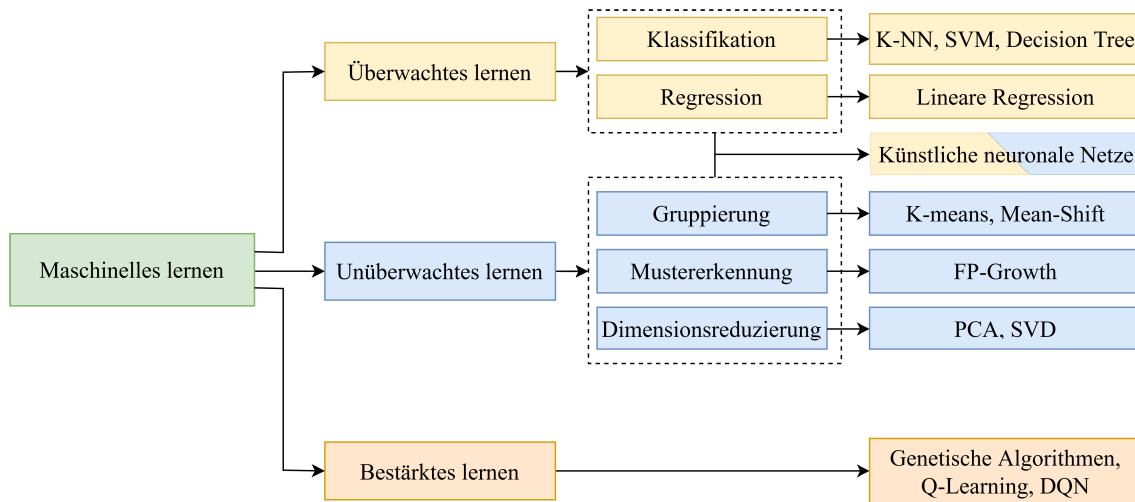 Klassifikation
K-NN, SVM, Decision Tree
Überwachtes lernen
Regression
Lineare Regression
Künstliche neuronale Netze
Gruppierung
K-means, Mean-Shift
Maschinelles lernen
Unüberwachtes lernen
Mustererkennung
FP-Growth
Dimensionsreduzierung
PCA, SVD
Bestärktes lernen
Genetische Algorithmen,
Q-Learning, DQN